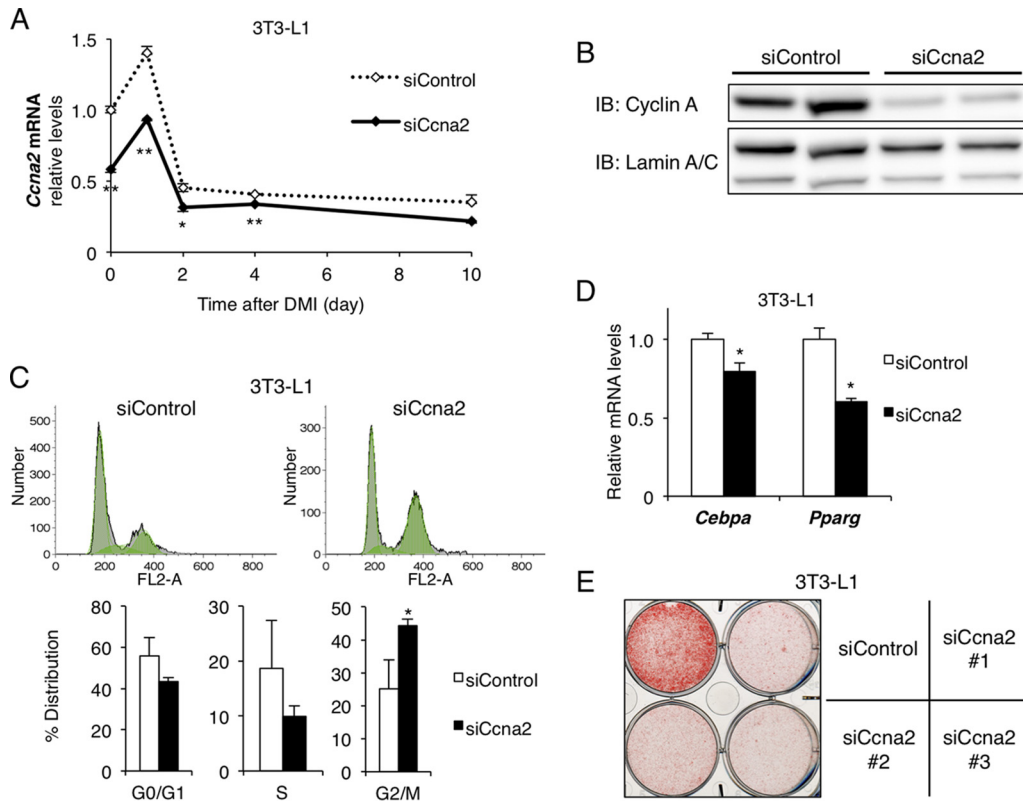 A
3T3-L1
1.5
1.0
0.5
0
Ccna2 mRNA
relative levels
siControl
siCcna2
**
**
*
**
0
2
4
6
8
10
Time after DMI (day)
B
siControl
siCcna2
IB: Cyclin A
IB: Lamin A/C
C
3T3-L1
siControl
siCcna2
Number
500
400
300
200
100
0
0
200
400
600
800
FL2-A
Number
300
200
100
0
0
200
400
600
800
FL2-A
% Distribution
80
60
40
20
0
G0/G1
30
20
10
0
S
50
40
30
20
10
0
*
G2/M
siControl
siCcna2
D
3T3-L1
Relative mRNA levels
1.0
0.5
0
*
*
Cebpa
Pparg
siControl
siCcna2
E
3T3-L1
siControl
siCcna2
#1
siCcna2
#2
siCcna2
#3